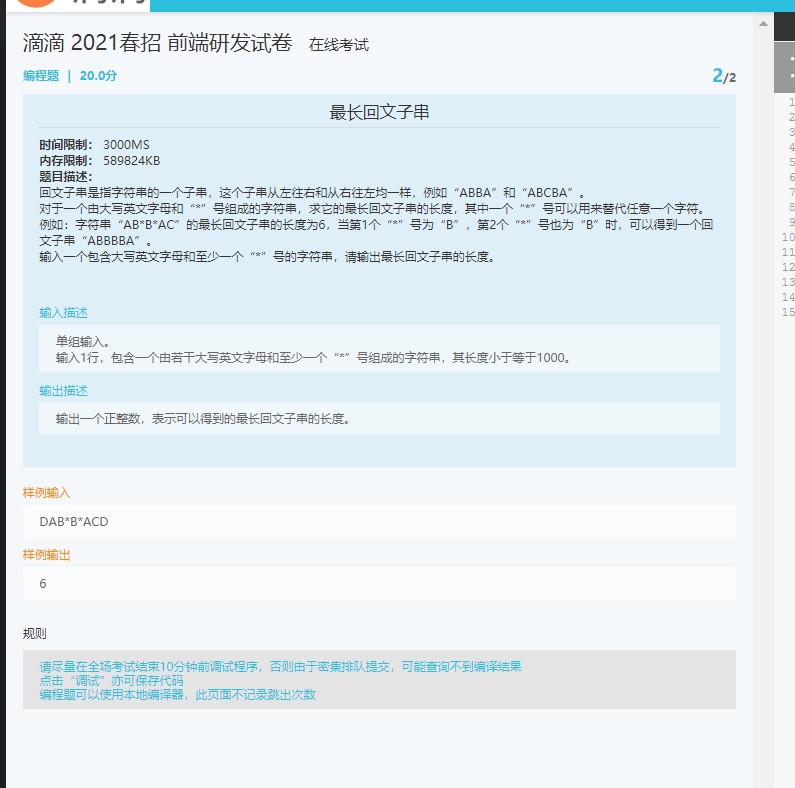 滴滴 2021春招 前端研发试卷 在线考试
编程题 | 20.0分
2/2
最长回文子串
时间限制： 3000MS
内存限制： 589824KB
题目描述：
回文子串是指字符串的一个子串，这个子串从左往右和从右往左均一样，例如“ABBA”和“ABCBA”。
对于一个由大写英文字母和“*”号组成的字符串，求它的最长回文子串的长度，其中一个“*”号可以用来替代任意一个字符。
例如：字符串“AB*B*AC”的最长回文子串的长度为6，当第1个“*”号为“B”，第2个“*”号也为“B”时，可以得到一个回
文子串“ABBBBA”。
输入一个包含大写英文字母和至少一个“*”号的字符串，请输出最长回文子串的长度。
输入描述
单组输入。
输入1行，包含一个由若干大写英文字母和至少一个“*”号组成的字符串，其长度小于等于1000。
输出描述
输出一个正整数，表示可以得到的最长回文子串的长度。
样例输入
DAB*B*ACD
样例输出
6
规则
请尽量在全场考试结束10分钟前调试程序，否则由于密集排队提交，可能查询不到编译结果
点击“调试”亦可保存代码
编程题可以使用本地编译器，此页面不记录跳出次数
1
2
3
4
5
6
7
8
9
10
11
12
13
14
15